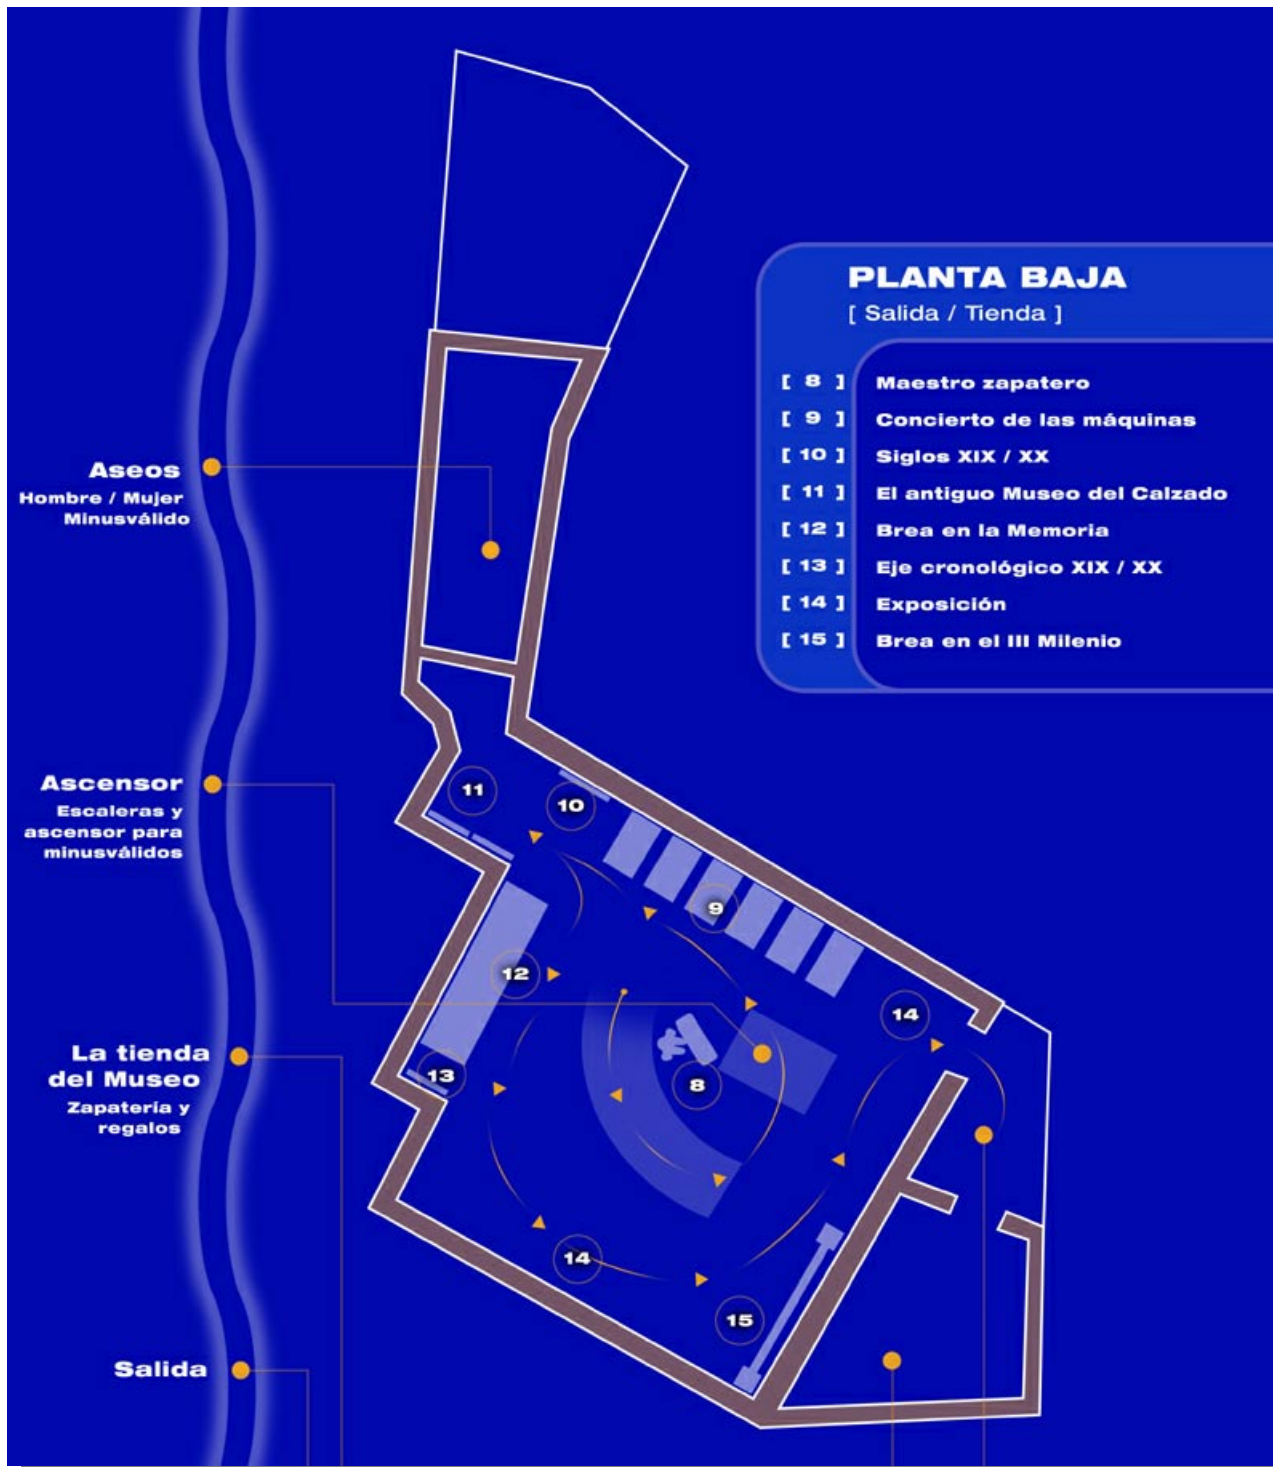 PLANTA BAJA
[ Salida / Tienda ]
[ 8 ] Maestro zapatero
[ 9 ] Concierto de las máquinas
[ 10 ] Siglos XIX / XX
[ 11 ] El antiguo Museo del Calzado
[ 12 ] Brea en la Memoria
[ 13 ] Eje cronológico XIX / XX
[ 14 ] Exposición
[ 15 ] Brea en el III Milenio
Aseos
Hombre / Mujer
Minusválido
Ascensor
Escaleras y
ascensor para
minusválidos
La tienda
del Museo
Zapatería y
regalos
Salida
11
10
9
12
14
13
8
14
15